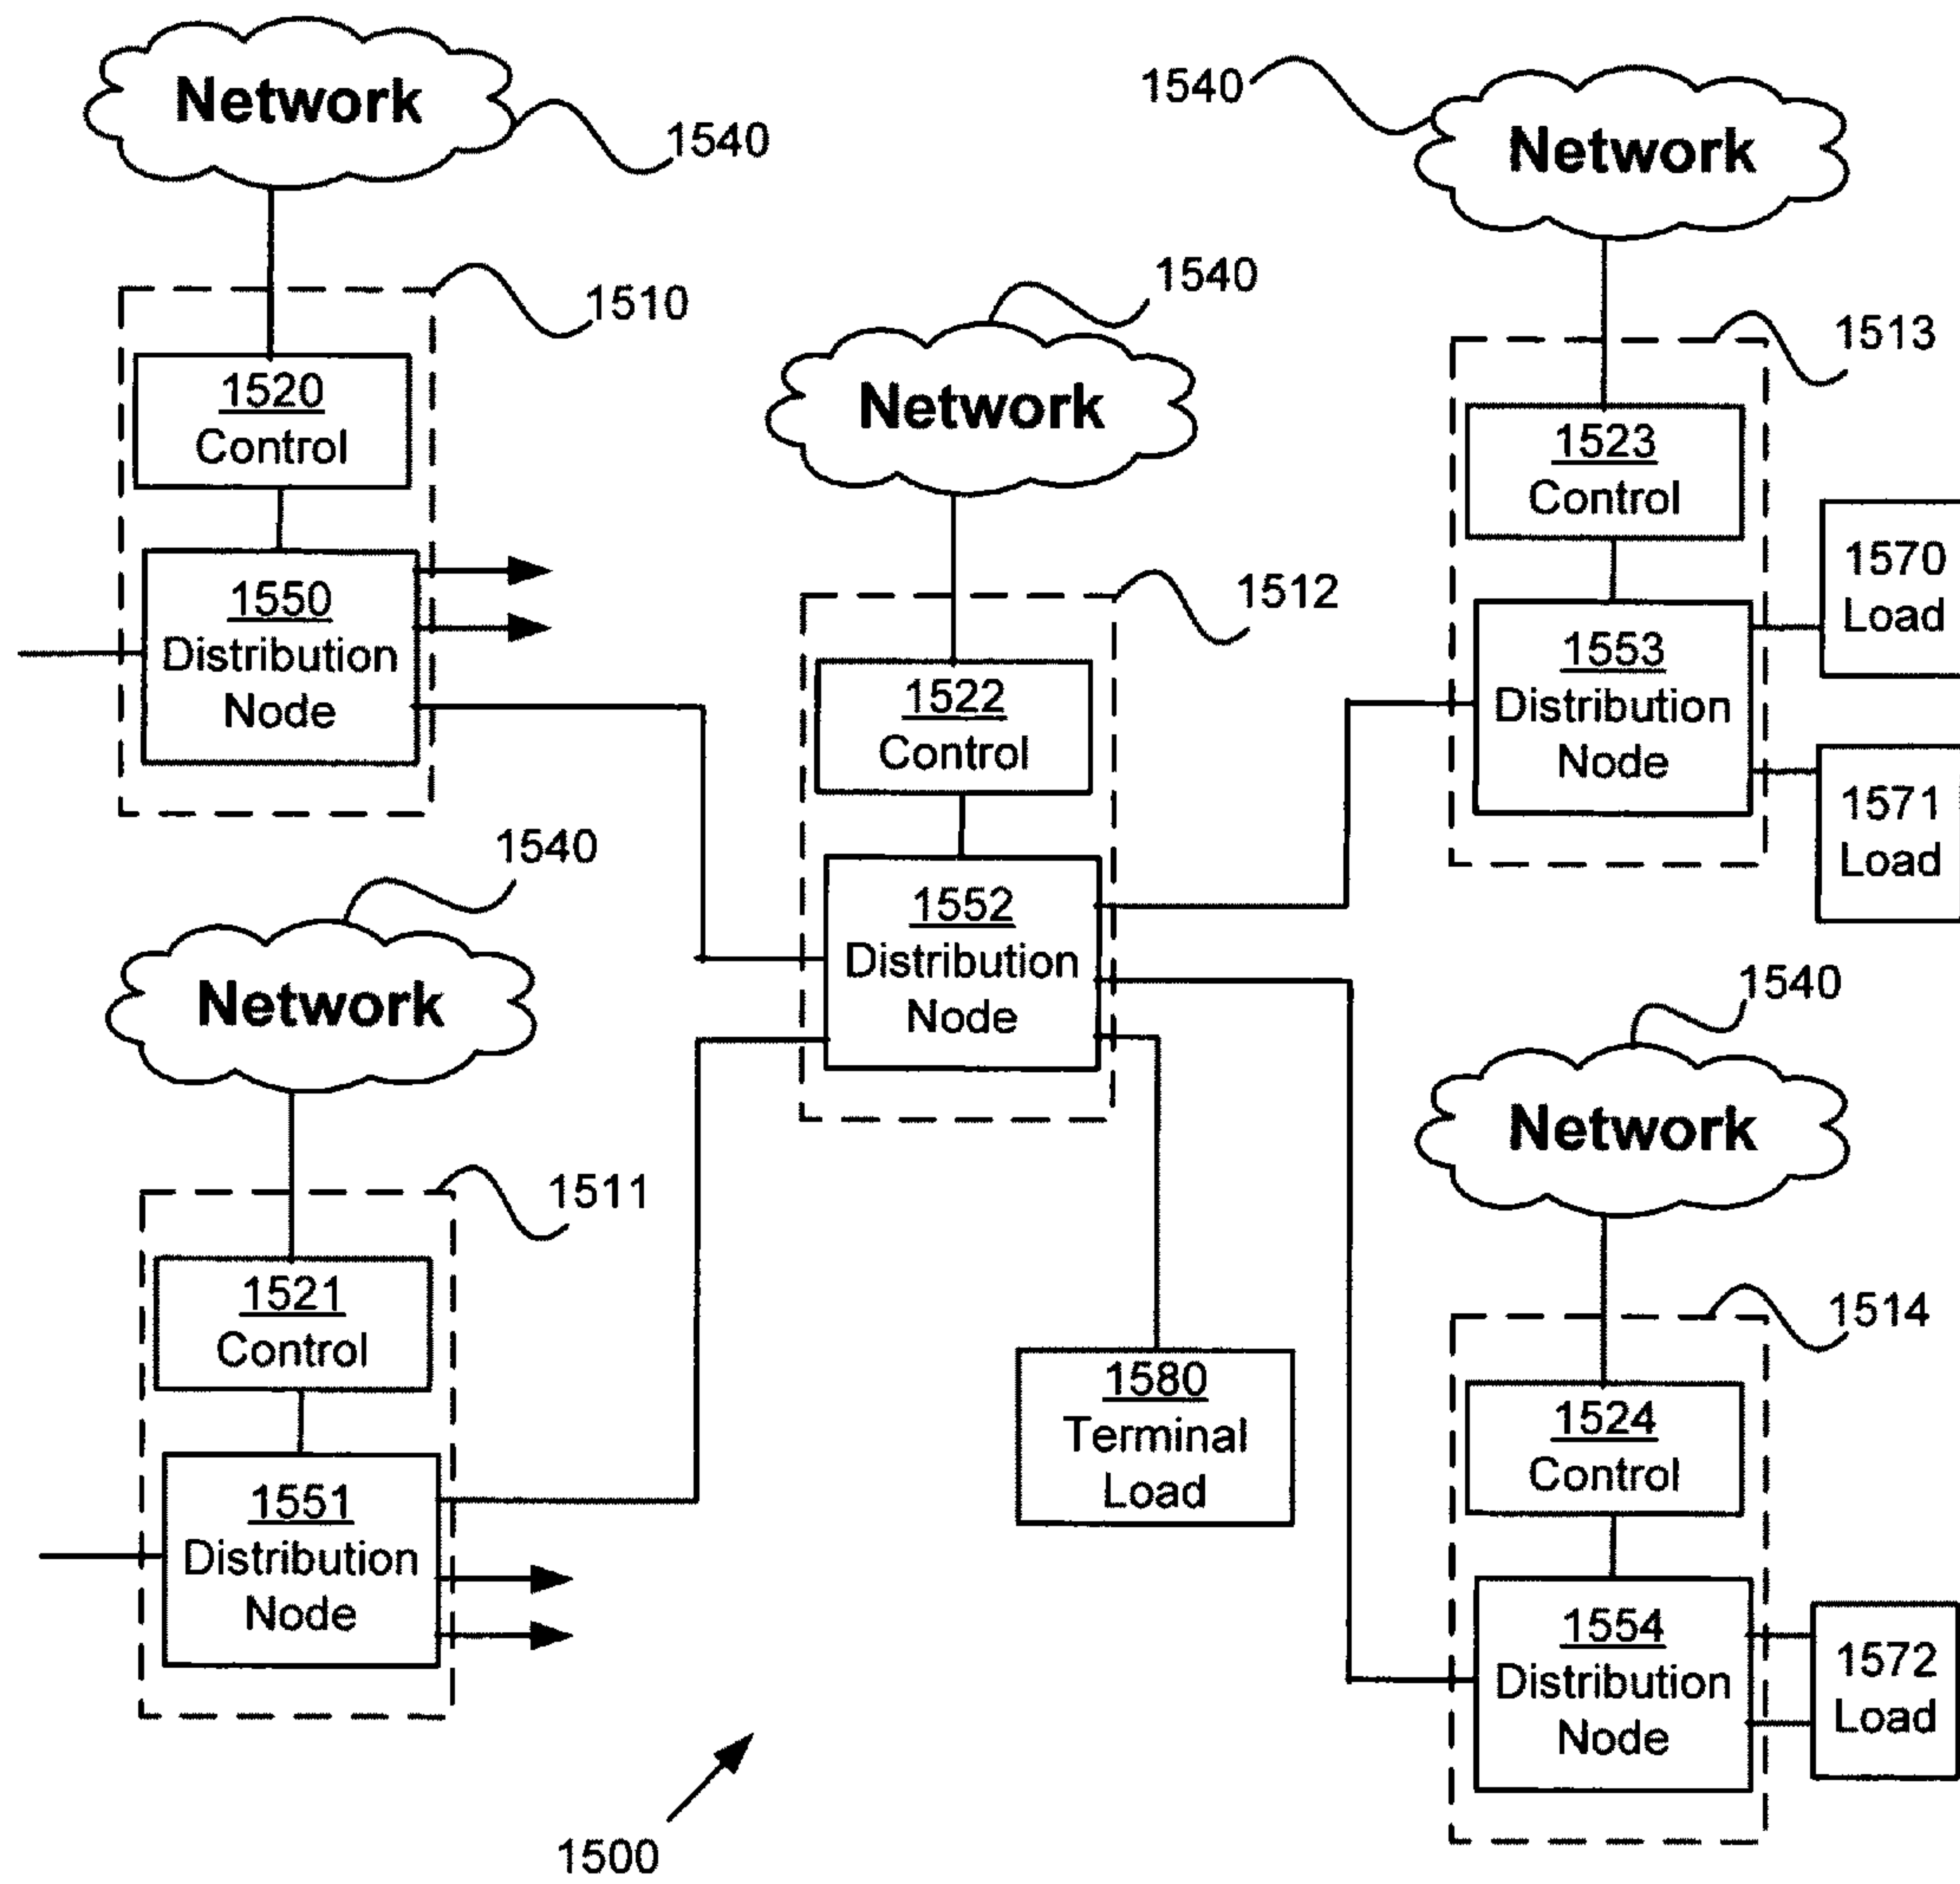 Network
1540
1510
1520
Control
1550
Distribution
Node
1540
Network
1511
1521
Control
1551
Distribution
Node
1540
Network
1512
1522
Control
1552
Distribution
Node
1580
Terminal
Load
1540
Network
1513
1523
Control
1553
Distribution
Node
1570
Load
1571
Load
1540
Network
1514
1524
Control
1554
Distribution
Node
1572
Load
1500